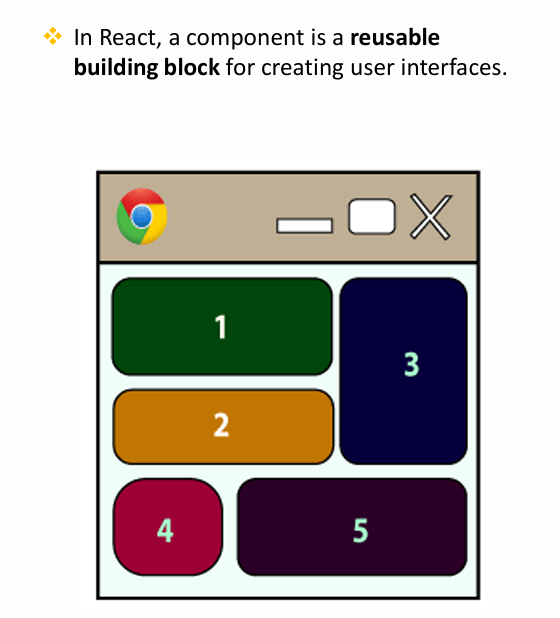 In React, a component is a reusable
building block for creating user interfaces.
1
3
2
4
5